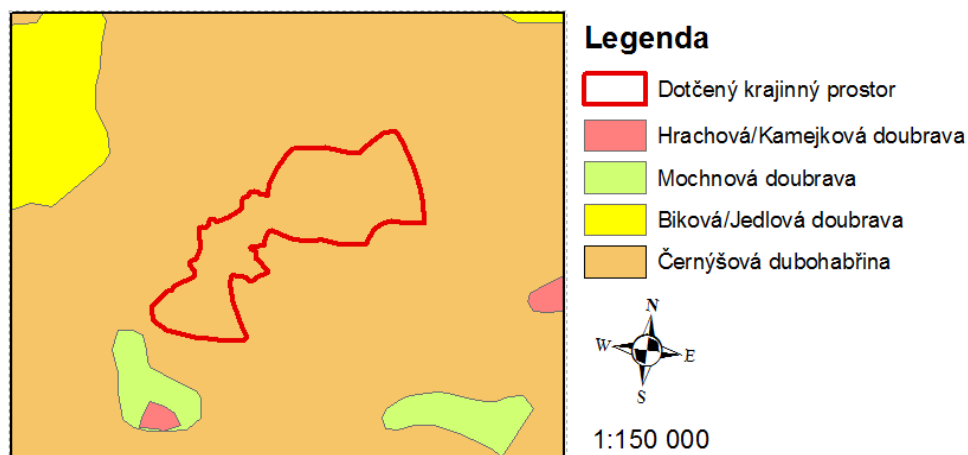 Legenda
Dotčený krajinný prostor
Hrachová/Kamejková doubrava
Mochnová doubrava
Biková/Jedlová doubrava
Černýšová dubohabřina
N
W
E
S
1:150 000